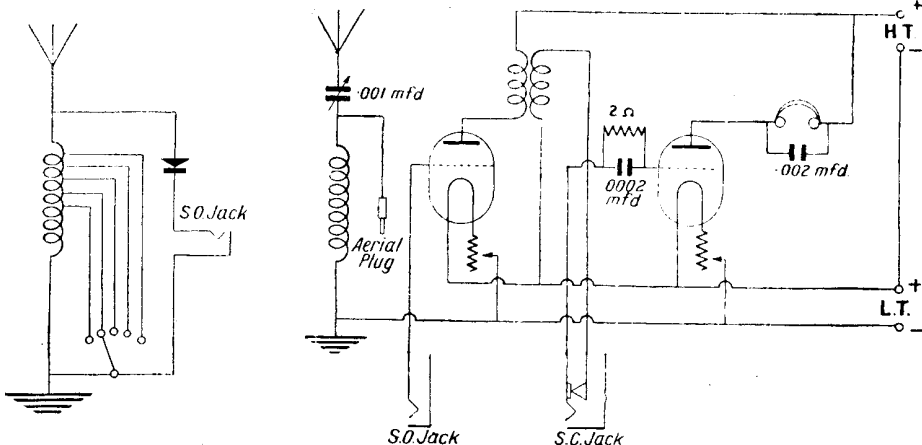 S.O.Jack
.001 mfd
Aerial
Plug
2 Ω
.0002
mfd
.002 mfd.
+
H.T.
−
+
L.T.
−
S.O.Jack
S.C.Jack